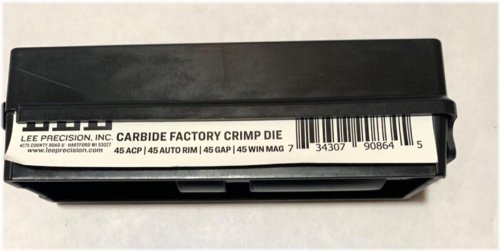 LEE PRECISION, INC. CARBIDE FACTORY CRIMP DIE
4275 COUNTY ROAD U · HARTFORD WI 53027
www.leeprecision.com 45 ACP | 45 AUTO RIM | 45 GAP | 45 WIN MAG 7 34307 90864 5